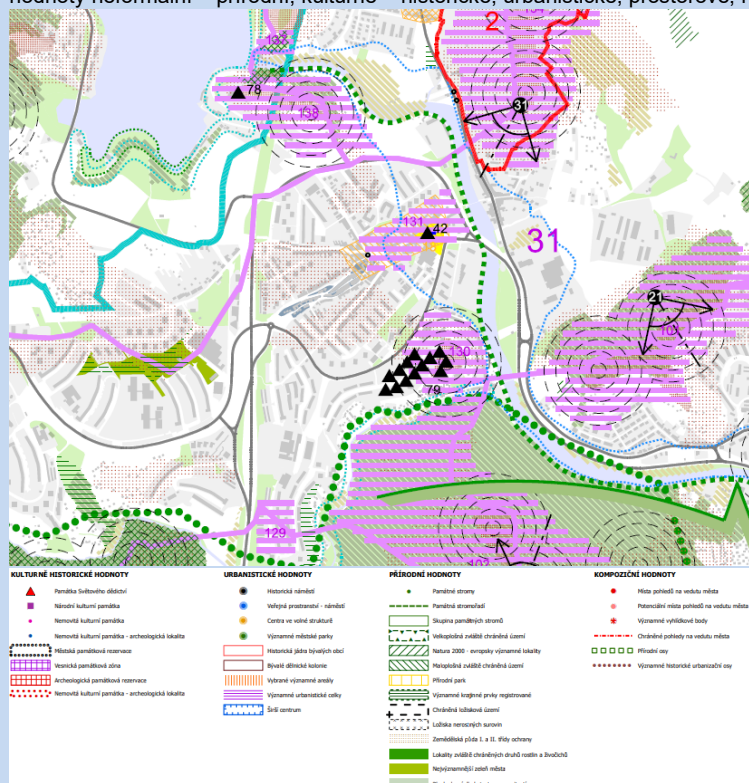 hodnoty neformální – přírodní, kulturně – historické, urbanistické, prostorové,
2
137
78
138
31
131
42
31
21
130
79
129
102
KULTURNĚ HISTORICKÉ HODNOTY
Památka Světového dědictví
Národní kulturní památka
Nemovitá kulturní památka
Nemovitá kulturní památka - archeologická lokalita
Městská památková rezervace
Vesnická památková zóna
Archeologická památková rezervace
Nemovitá kulturní památka - archeologická lokalita
URBANISTICKÉ HODNOTY
Historická náměstí
Veřejná prostranství - náměstí
Centra ve volné struktuře
Významné městské parky
Historická jádra bývalých obcí
Bývalé dělnické kolonie
Vybrané významné areály
Významné urbanistické celky
Širší centrum
PŘÍRODNÍ HODNOTY
Památné stromy
Památná stromořadí
Skupina památných stromů
Velkoplošná zvláště chráněná území
Natura 2000 - evropsky významné lokality
Maloplošné zvláště chráněná území
Přírodní park
Významné krajinné prvky registrované
Chráněná ložisková území
Ložiska nerostných surovin
Zemědělská půda I. a II. třídy ochrany
Lokality zvláště chráněných druhů rostlin a živočichů
Nejvýznamnější zeleň města
KOMPOZIČNÍ HODNOTY
Místa pohledů na vedutu města
Potenciální místa pohledů na vedutu města
Významné vyhlídkové body
Chráněné pohledy na vedutu města
Přírodní osy
Významné historické urbanizační osy